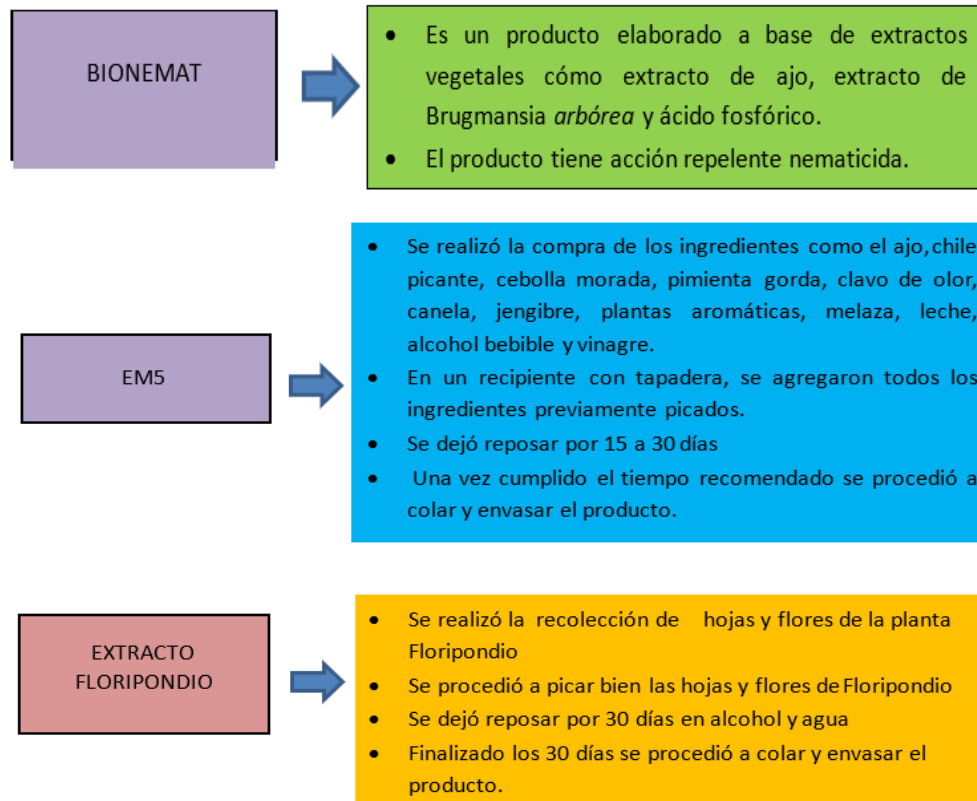 BIONEMAT
• Es un producto elaborado a base de extractos
vegetales cómo extracto de ajo, extracto de
Brugmansia arbórea y ácido fosfórico.
• El producto tiene acción repelente nematicida.
EM5
• Se realizó la compra de los ingredientes como el ajo, chile
picante, cebolla morada, pimienta gorda, clavo de olor,
canela, jengibre, plantas aromáticas, melaza, leche,
alcohol bebible y vinagre.
• En un recipiente con tapadera, se agregaron todos los
ingredientes previamente picados.
• Se dejó reposar por 15 a 30 días
• Una vez cumplido el tiempo recomendado se procedió a
colar y envasar el producto.
EXTRACTO
FLORIPONDIO
• Se realizó la recolección de hojas y flores de la planta
Floripondio
• Se procedió a picar bien las hojas y flores de Floripondio
• Se dejó reposar por 30 días en alcohol y agua
• Finalizado los 30 días se procedió a colar y envasar el
producto.